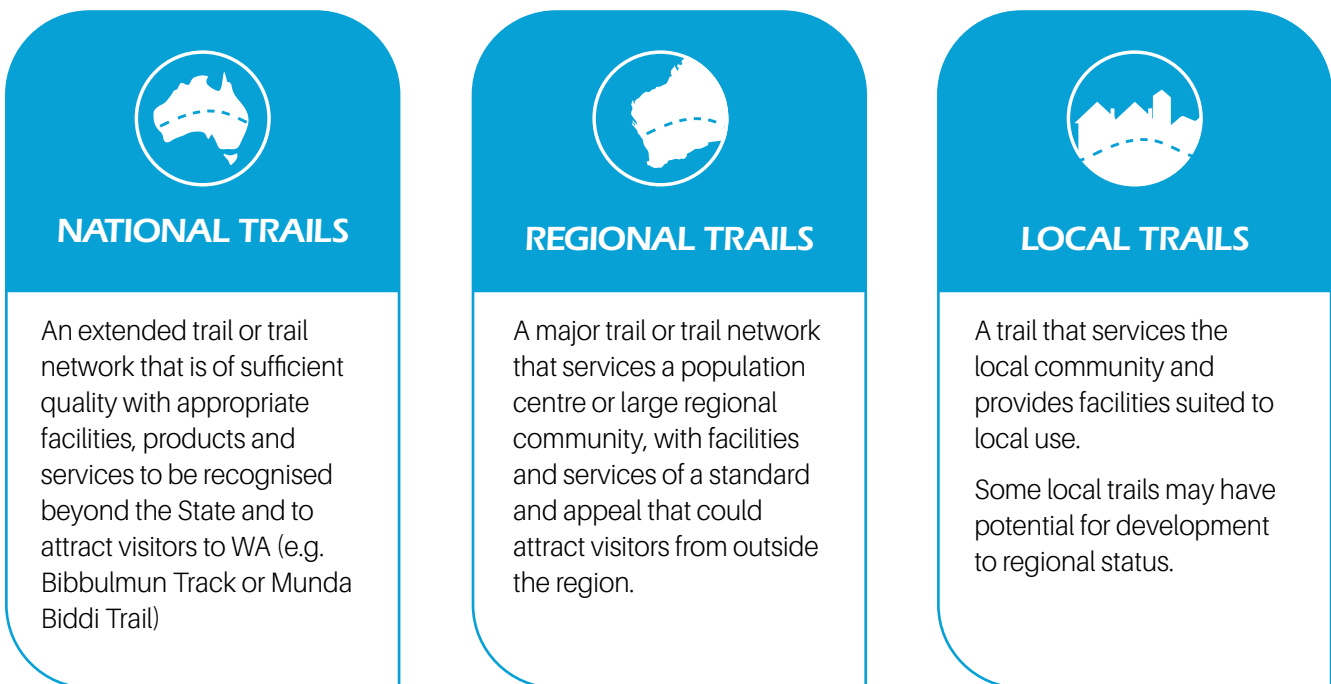 NATIONAL TRAILS
An extended trail or trail
network that is of sufficient
quality with appropriate
facilities, products and
services to be recognised
beyond the State and to
attract visitors to WA (e.g.
Bibbulmun Track or Munda
Biddi Trail)
REGIONAL TRAILS
A major trail or trail network
that services a population
centre or large regional
community, with facilities
and services of a standard
and appeal that could
attract visitors from outside
the region.
LOCAL TRAILS
A trail that services the
local community and
provides facilities suited to
local use.
Some local trails may have
potential for development
to regional status.